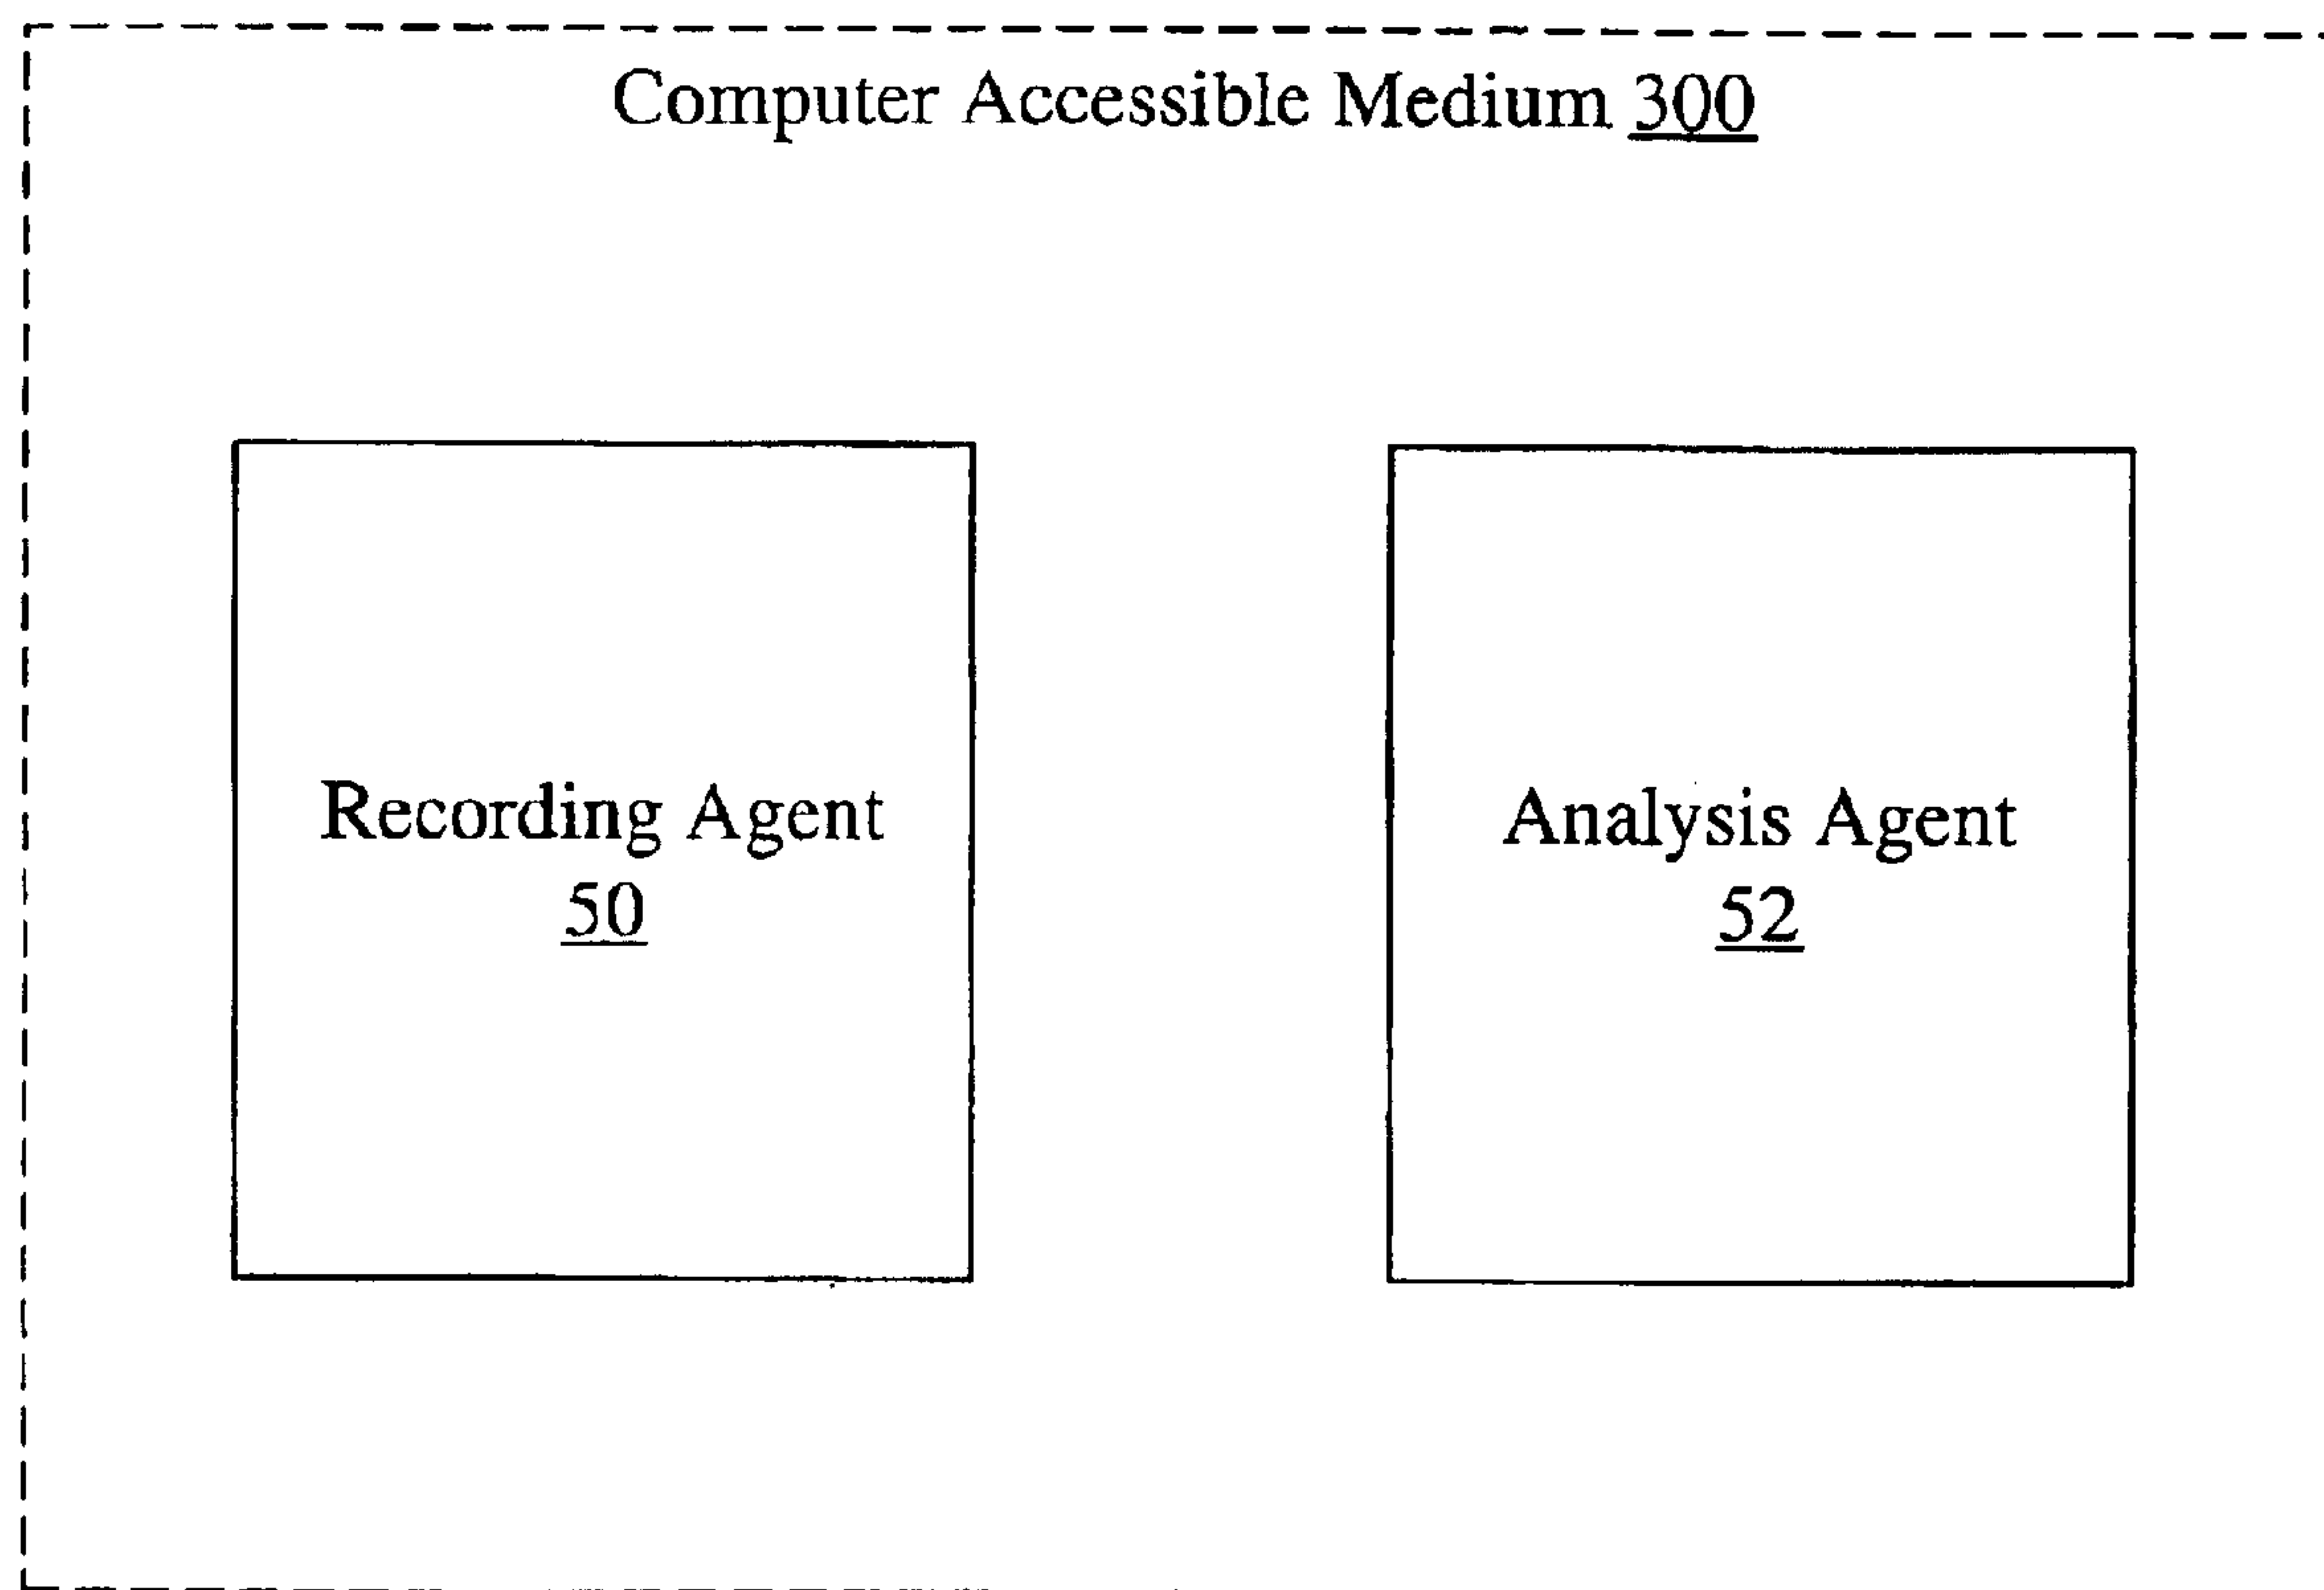 Computer Accessible Medium 300
Recording Agent
50
Analysis Agent
52